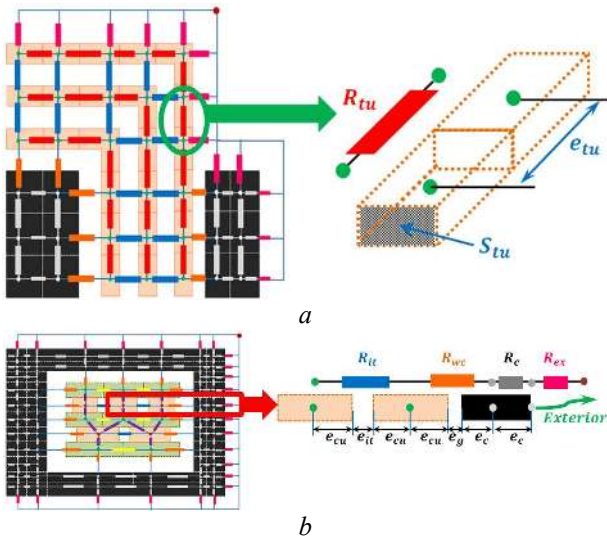 R_tu
e_tu
S_tu
a
R_it R_wc R_c R_ex
Exterior
e_cu e_it e_cu e_cu e_g e_c e_c
b